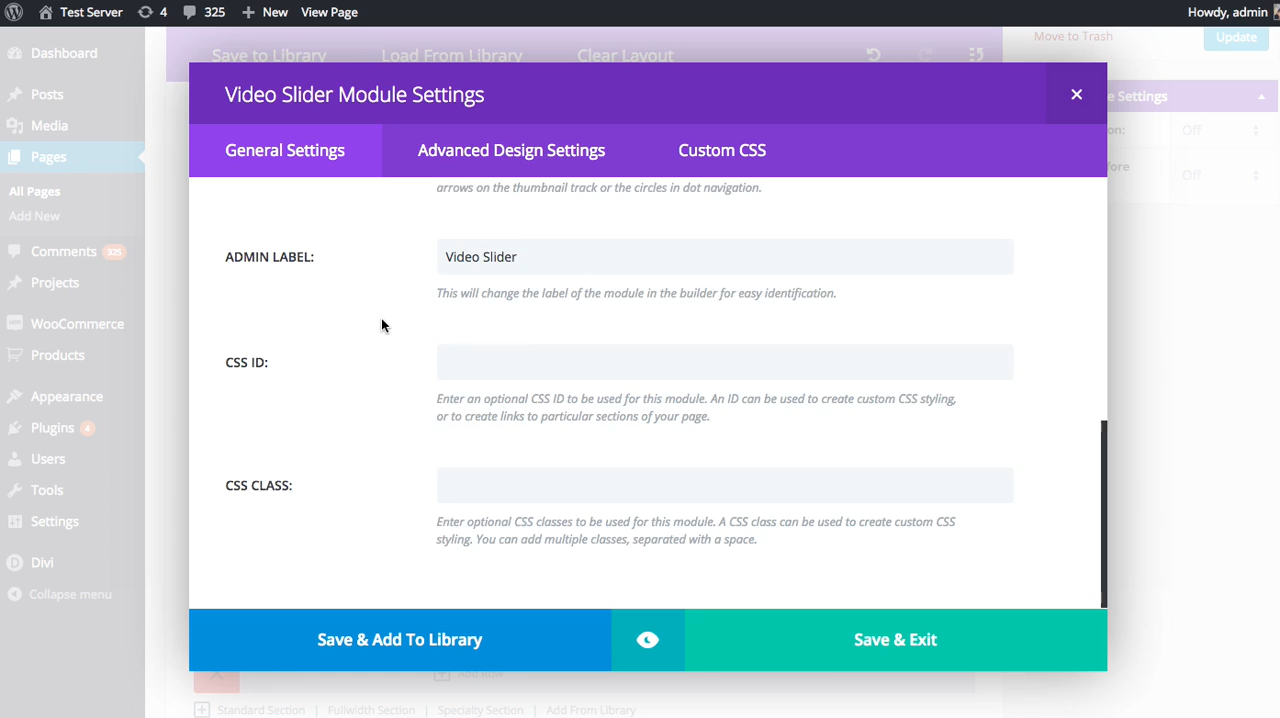 Test Server 4 325 New View Page Howdy, admin
Save to Library Load From Library Clear Layout
Move to Trash
Update
Dashboard
Posts
Media
Pages
All Pages
Add New
Comments 325
Projects
WooCommerce
Products
Appearance
Plugins 4
Users
Tools
Settings
Divi
Collapse menu
Video Slider Module Settings
General Settings Advanced Design Settings Custom CSS
arrows on the thumbnail track or the circles in dot navigation.
ADMIN LABEL:
Video Slider
This will change the label of the module in the builder for easy identification.
CSS ID:
Enter an optional CSS ID to be used for this module. An ID can be used to create custom CSS styling,
or to create links to particular sections of your page.
CSS CLASS:
Enter optional CSS classes to be used for this module. A CSS class can be used to create custom CSS
styling. You can add multiple classes, separated with a space.
Save & Add To Library Save & Exit
e Settings
on: Off
fore Off
Add Row
Standard Section | Fullwidth Section | Specialty Section | Add From Library